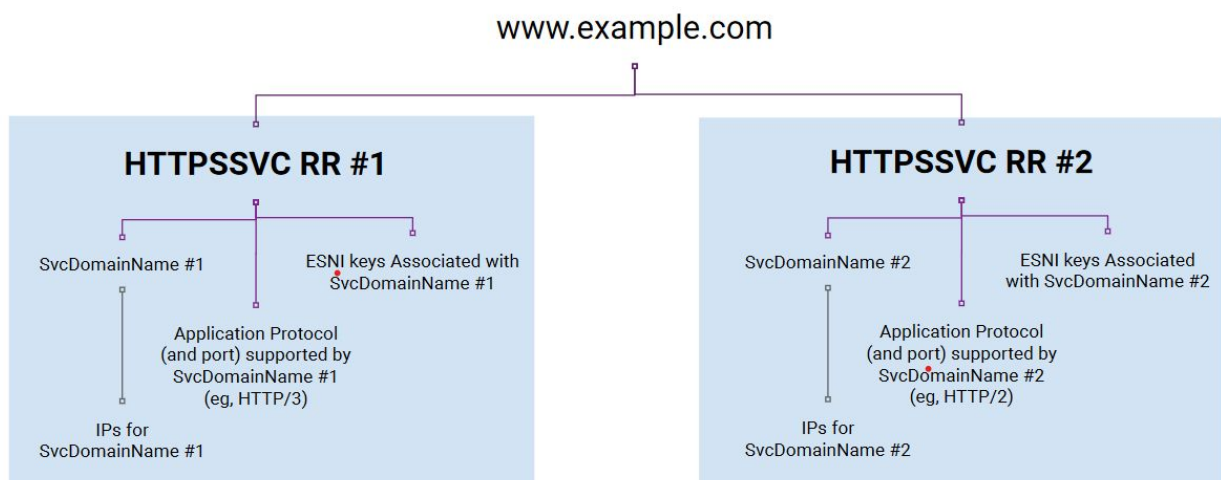 www.example.com
HTTPSSVC RR #1
SvcDomainName #1
ESNI keys Associated with
SvcDomainName #1
Application Protocol
(and port) supported by
SvcDomainName #1
(eg, HTTP/3)
IPs for
SvcDomainName #1
HTTPSSVC RR #2
SvcDomainName #2
ESNI keys Associated
with SvcDomainName #2
Application Protocol
(and port) supported by
SvcDomainName #2
(eg, HTTP/2)
IPs for
SvcDomainName #2